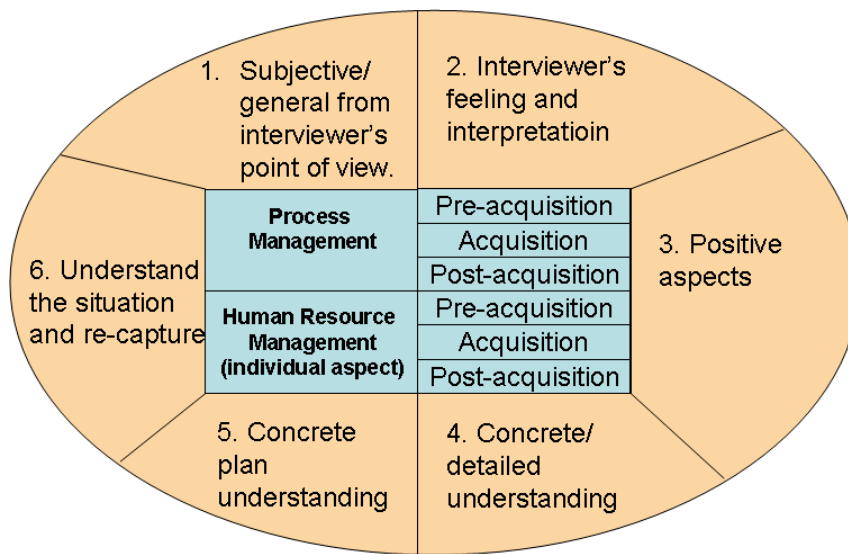 1. Subjective/
general from
interviewer's
point of view.
2. Interviewer's
feeling and
interpretatioin
3. Positive
aspects
4. Concrete/
detailed
understanding
5. Concrete
plan
understanding
6. Understand
the situation
and re-capture
Process
Management
Pre-acquisition
Acquisition
Post-acquisition
Human Resource
Management
(individual aspect)
Pre-acquisition
Acquisition
Post-acquisition